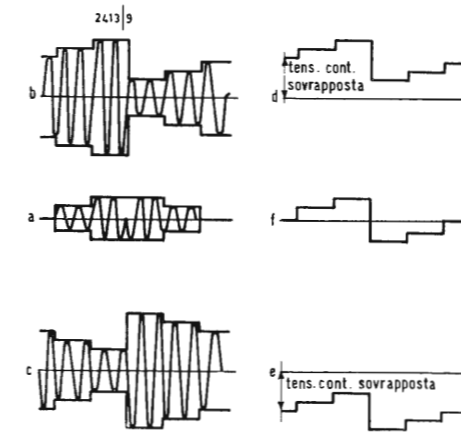 2413 9
b
tens. cont.
sovrapposta
d
a
f
c
e
tens. cont. sovrapposta